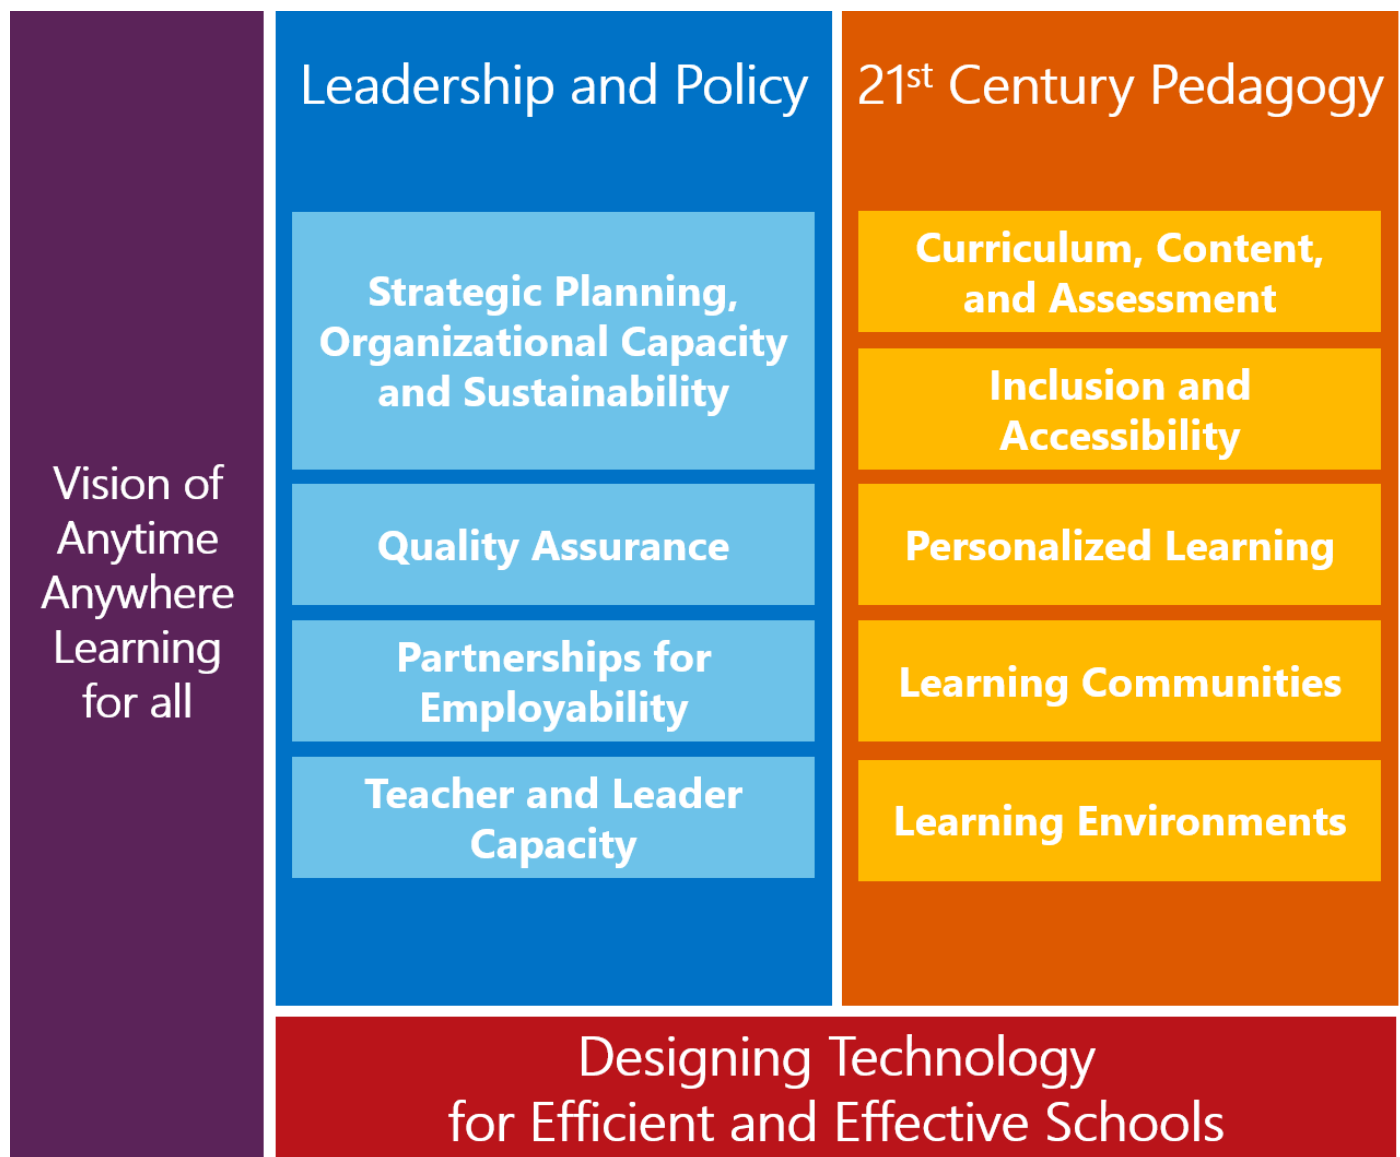 Vision of
Anytime
Anywhere
Learning
for all
Leadership and Policy
Strategic Planning,
Organizational Capacity
and Sustainability
Quality Assurance
Partnerships for
Employability
Teacher and Leader
Capacity
21st Century Pedagogy
Curriculum, Content,
and Assessment
Inclusion and
Accessibility
Personalized Learning
Learning Communities
Learning Environments
Designing Technology
for Efficient and Effective Schools